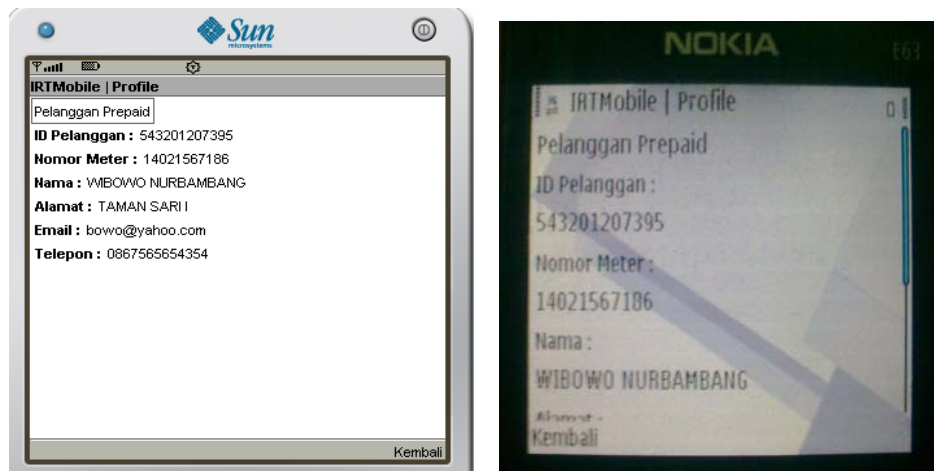 Sun
microsystems
IRTMobile | Profile
Pelanggan Prepaid
ID Pelanggan : 543201207395
Nomor Meter : 14021567186
Nama : WIBOWO NURBAMBANG
Alamat : TAMAN SARI I
Email : bowo@yahoo.com
Telepon : 0867565654354
Kembali
NOKIA
E63
IRTMobile | Profile
Pelanggan Prepaid
ID Pelanggan :
543201207395
Nomor Meter :
14021567186
Nama :
WIBOWO NURBAMBANG
Alamat :
Kembali